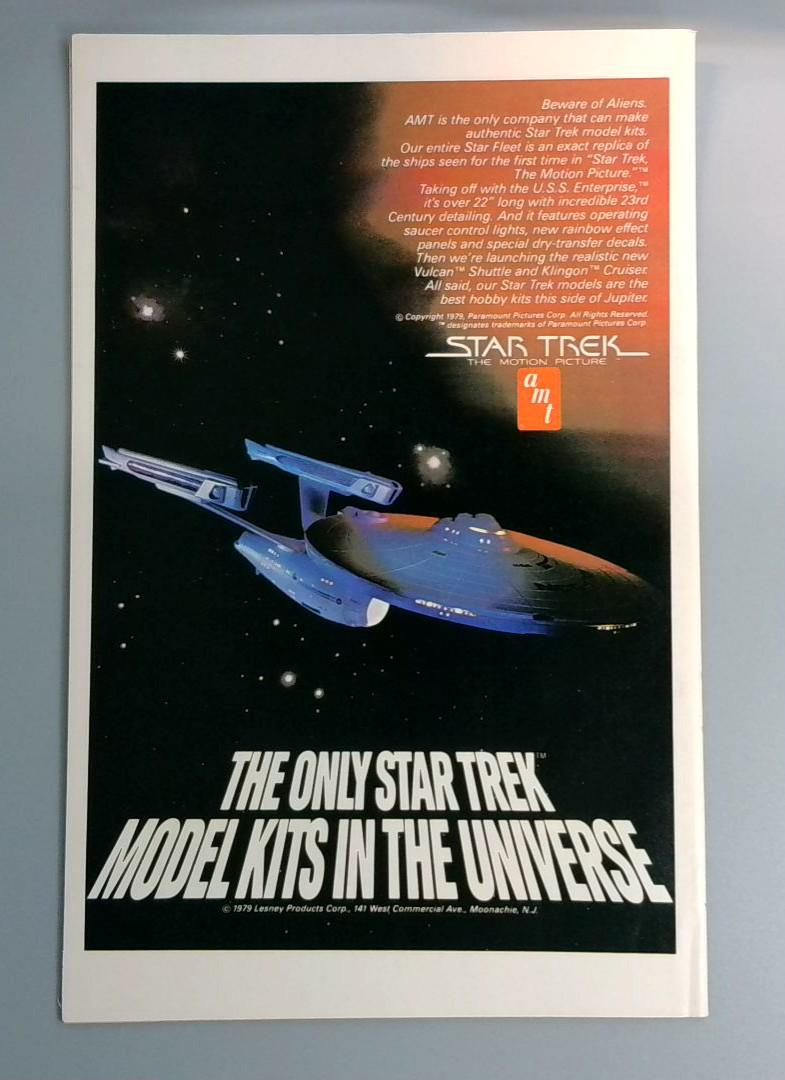 Beware of Aliens.
AMT is the only company that can make
authentic Star Trek model kits.
Our entire Star Fleet is an exact replica of
the ships seen for the first time in "Star Trek,
The Motion Picture."™
Taking off with the U.S.S. Enterprise,™
it's over 22" long with incredible 23rd
Century detailing. And it features operating
saucer control lights, new rainbow effect
panels and special dry-transfer decals.
Then we're launching the realistic new
Vulcan™ Shuttle and Klingon™ Cruiser.
All said, our Star Trek models are the
best hobby kits this side of Jupiter.
© Copyright 1979, Paramount Pictures Corp. All Rights Reserved.
™ designates trademarks of Paramount Pictures Corp.
STAR TREK
THE MOTION PICTURE™
amt
THE ONLY STAR TREK™
MODEL KITS IN THE UNIVERSE
© 1979 Lesney Products Corp., 141 West Commercial Ave., Moonachie, N.J.